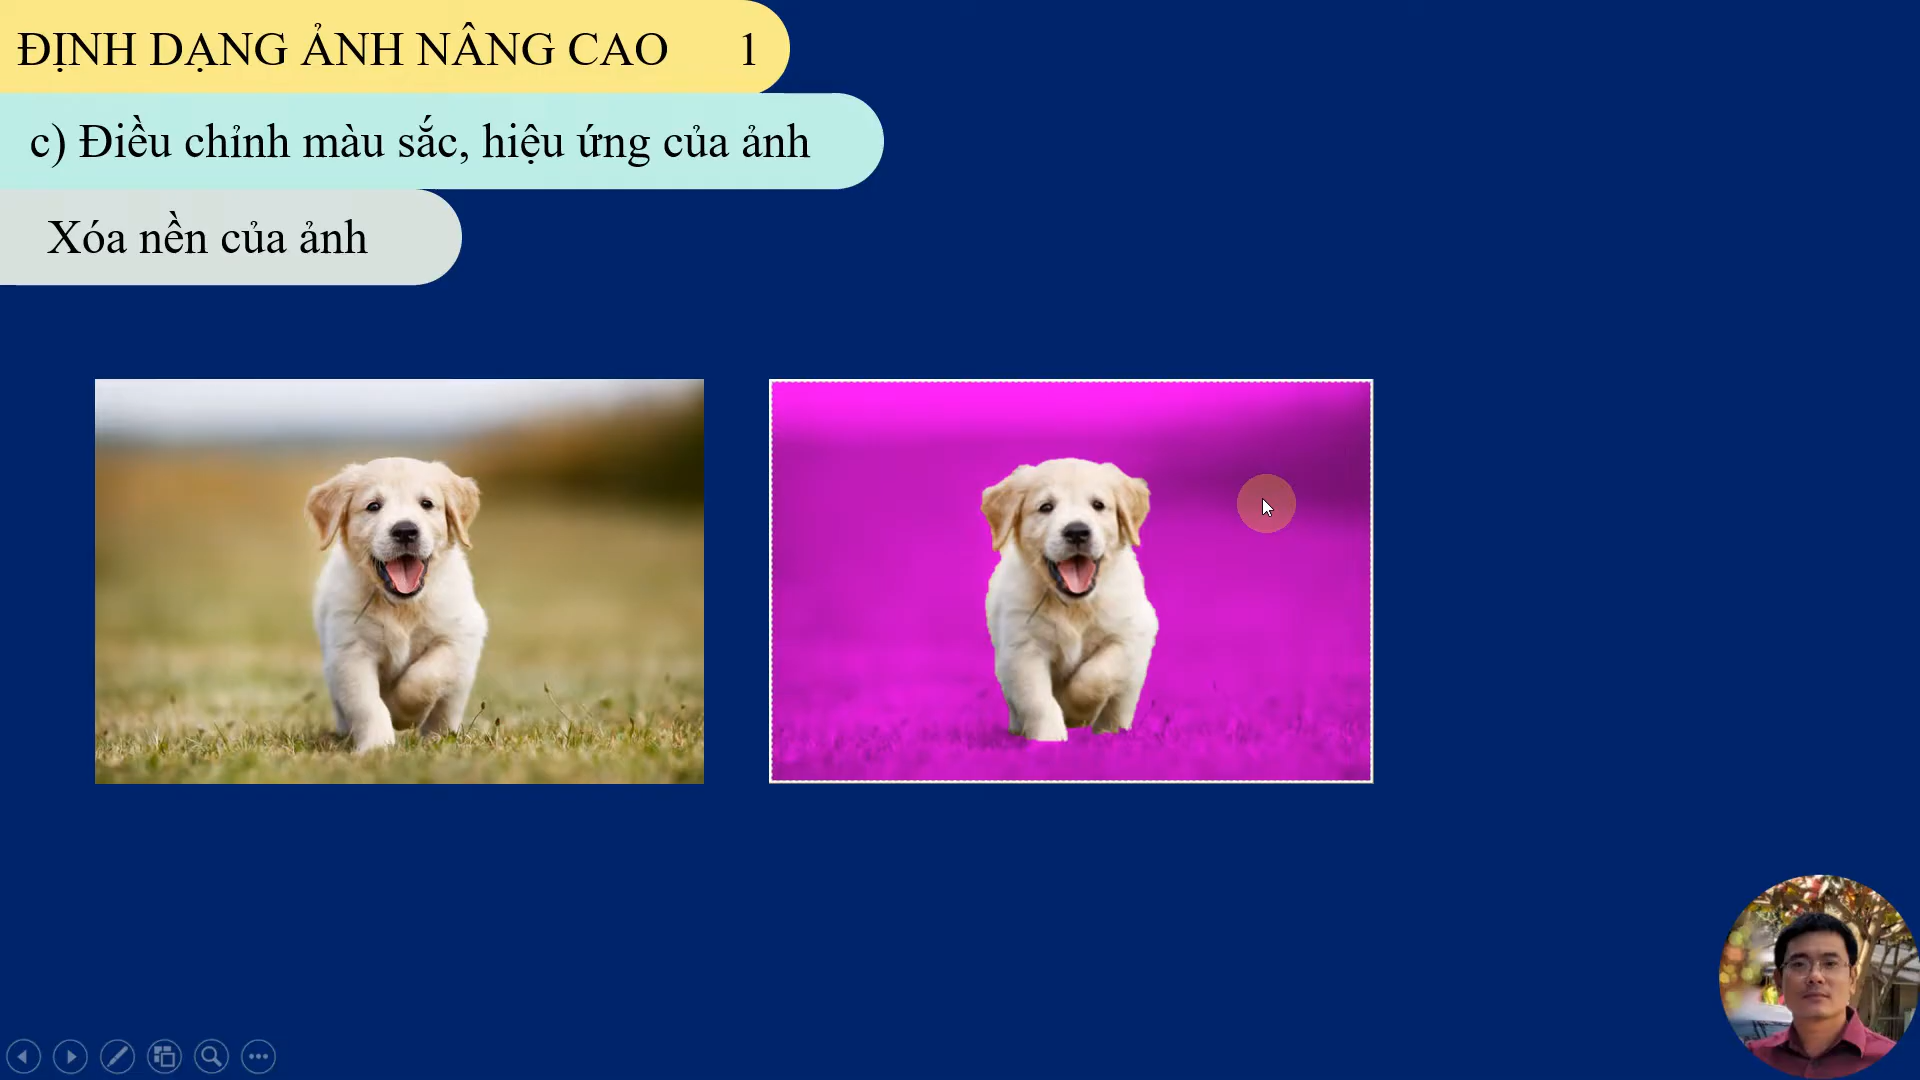 ĐỊNH DẠNG ẢNH NÂNG CAO 1
c) Điều chỉnh màu sắc, hiệu ứng của ảnh
Xóa nền của ảnh